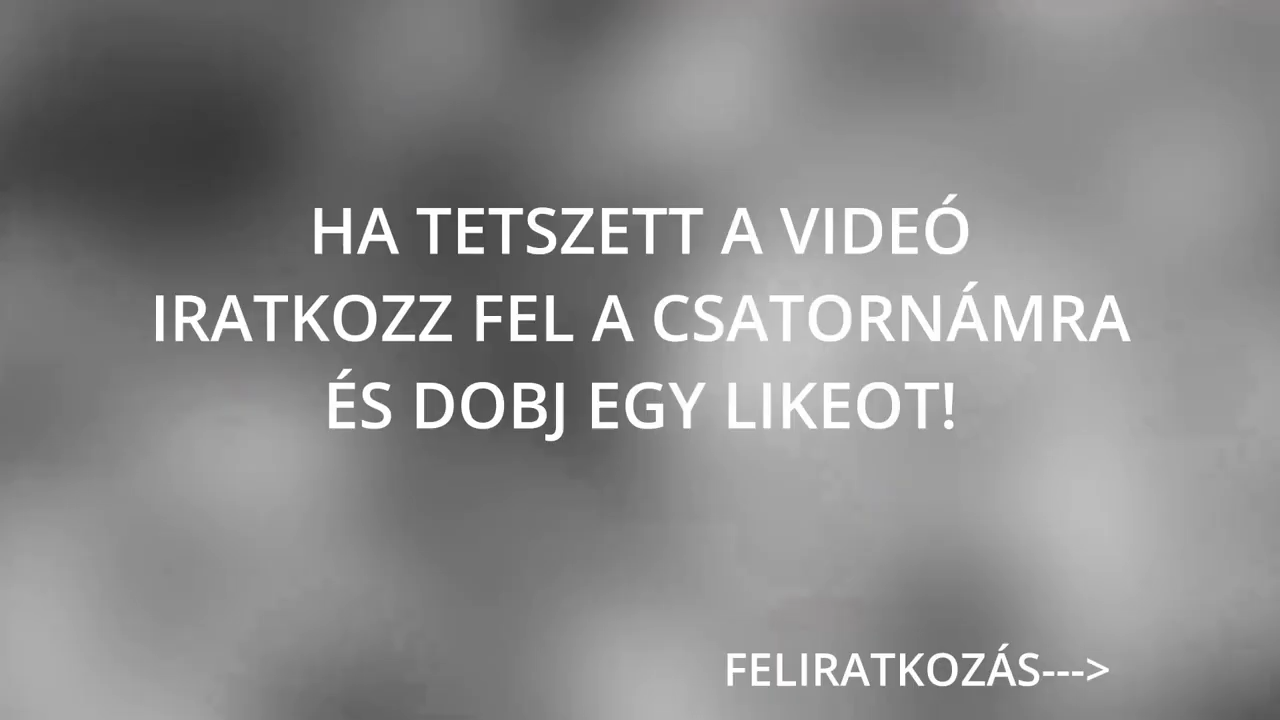 HA TETSZETT A VIDEÓ
IRATKOZZ FEL A CSATORNÁMRA
ÉS DOBJ EGY LIKEOT!
FELIRATKOZÁS--->